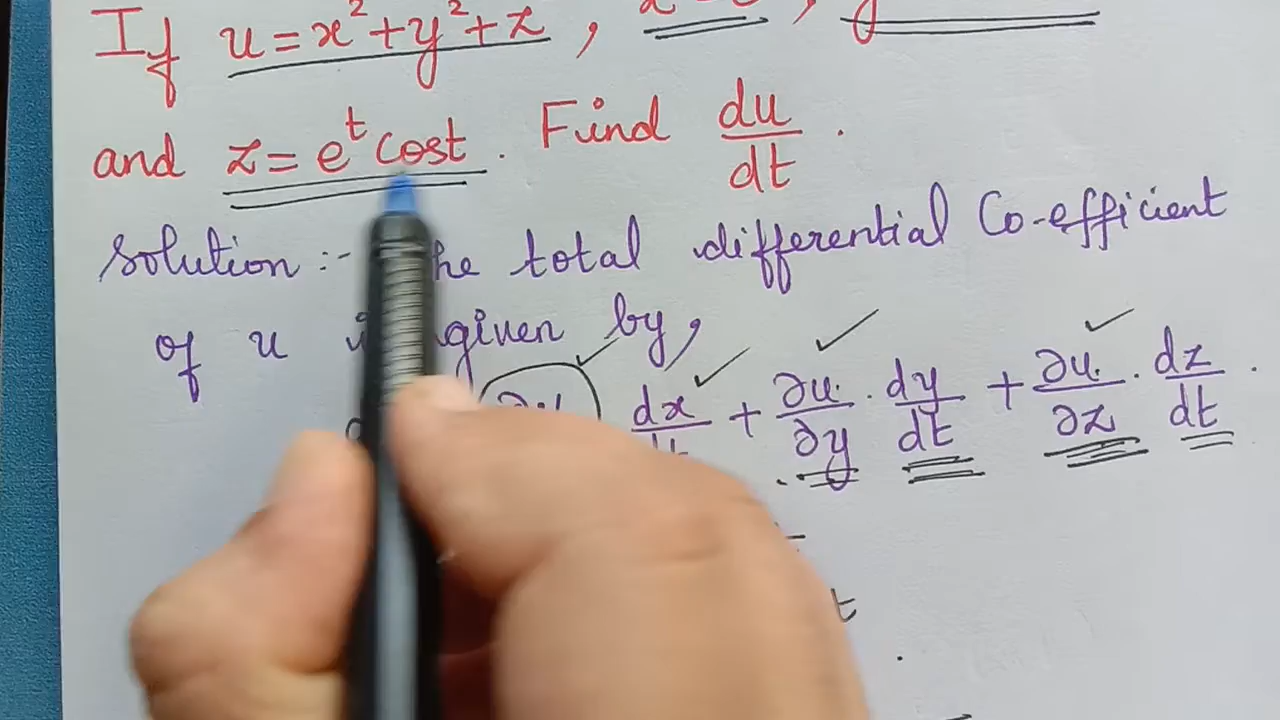 If u = x² + y² + z ,
and z = e^t cost . Find du/dt .
Solution :- The total differential Co-efficient
of u is given by,
dx/dt + ∂u/∂y . dy/dt + ∂u/∂z . dz/dt .
t